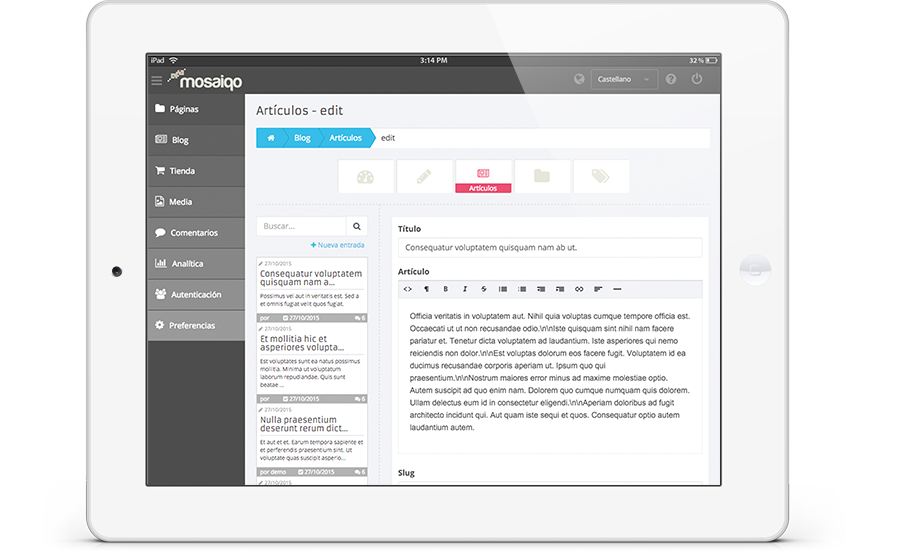 iPad 3:14 PM 32 %
mosaiqo Castellano
Páginas
Blog
Tienda
Media
Comentarios
Analítica
Autenticación
Preferencias
Artículos - edit
Blog Artículos edit
Artículos
Buscar...
Nueva entrada
27/10/2015
Consequatur voluptatem
quisquam nam a...
Possimus vel aut in veritatis est. Sed a
et omnis fugiat velit quos fugiat.
por 27/10/2015 6
27/10/2015
Et mollitia hic et
asperiores volupta...
Est voluptates sunt ea natus possimus
mollitia. Minima ut voluptatum
laborum repudiandae. Quis sunt
beatae ...
por 27/10/2015 6
27/10/2015
Nulla praesentium
deserunt rerum dict...
Et aut et et. Earum tempora sapiente et
et perferendis praesentium sint. Ut
voluptate quas suscipit asperio...
por demo 27/10/2015 6
27/10/2015
Título
Consequatur voluptatem quisquam nam ab ut.
Artículo
<> ¶ B I S
Officia veritatis in voluptatem aut. Nihil quia voluptas cumque tempore officia est.
Occaecati ut ut non recusandae odio.\n\nIste quisquam sint nihil nam facere
pariatur et. Tenetur dicta voluptatem ad laudantium. Iste asperiores qui nemo
reiciendis non dolor.\n\nEst voluptas dolorum eos facere fugit. Voluptatem id ea
ducimus recusandae corporis aperiam ut. Ipsum quo qui
praesentium.\n\nNostrum maiores error minus ad maxime molestiae optio.
Autem suscipit ad quo enim nam. Dolorem quo cumque numquam quis dolorem.
Ullam delectus eum id in consectetur eligendi.\n\nAperiam doloribus ad fugit
architecto incidunt qui. Aut quam iste sequi et quos. Consequatur optio autem
laudantium autem.
Slug